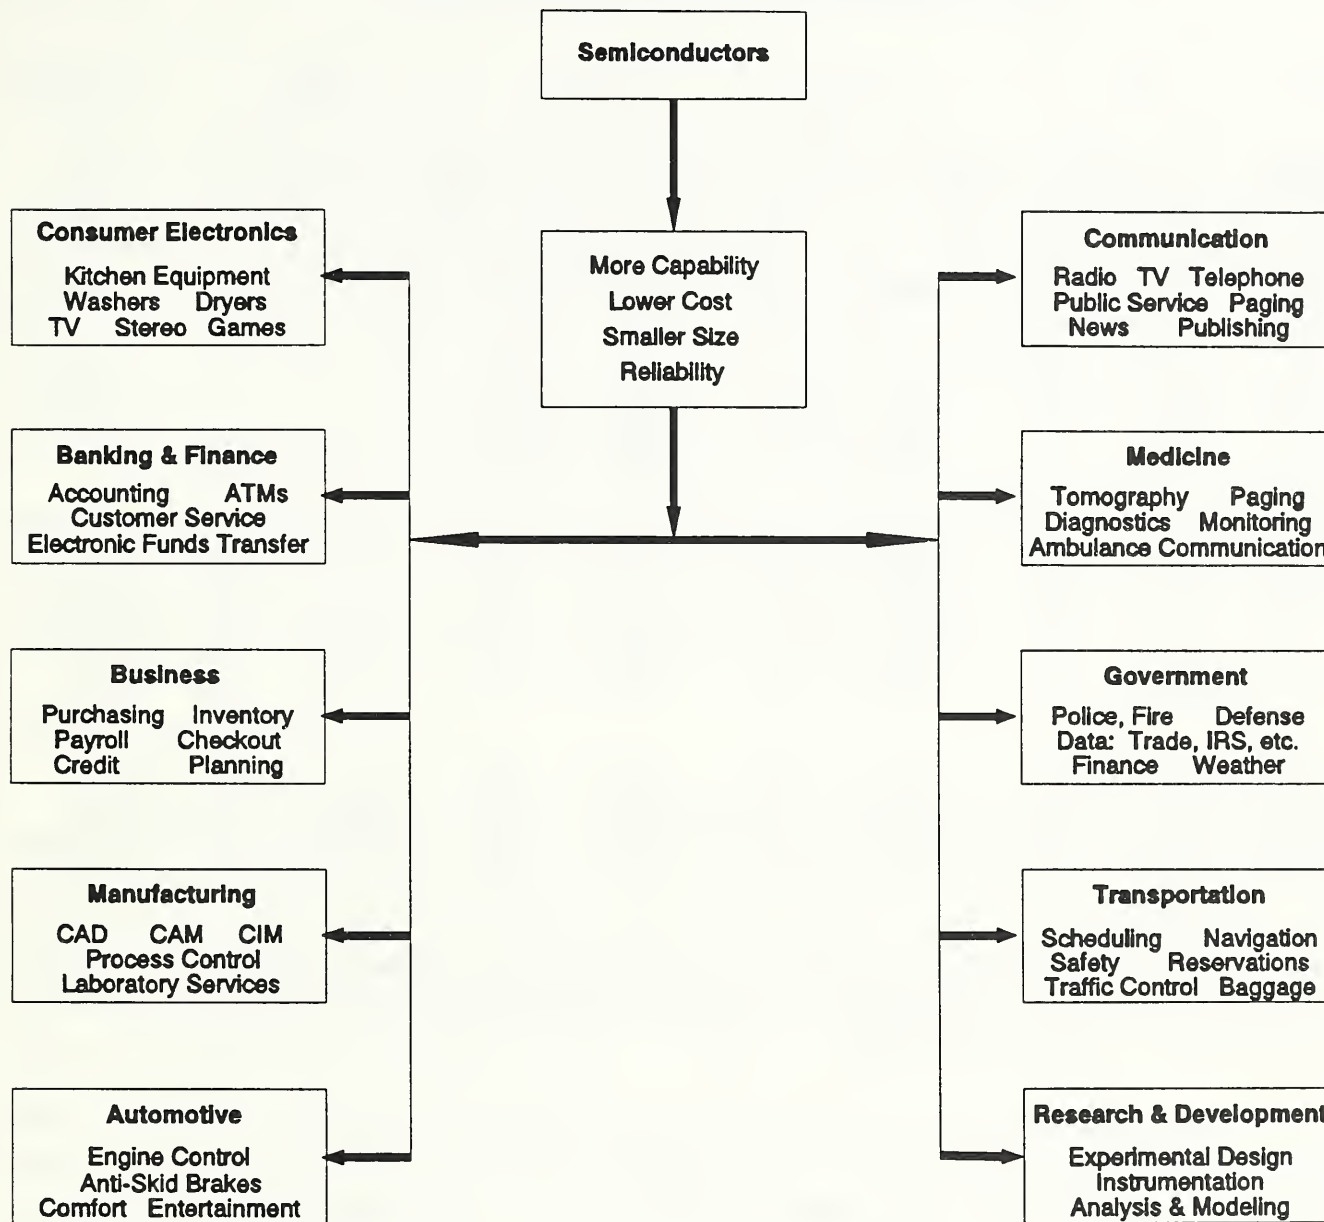 Semiconductors
More Capability
Lower Cost
Smaller Size
Reliability
Consumer Electronics
Kitchen Equipment
Washers Dryers
TV Stereo Games
Banking & Finance
Accounting ATMs
Customer Service
Electronic Funds Transfer
Business
Purchasing Inventory
Payroll Checkout
Credit Planning
Manufacturing
CAD CAM CIM
Process Control
Laboratory Services
Automotive
Engine Control
Anti-Skid Brakes
Comfort Entertainment
Communication
Radio TV Telephone
Public Service Paging
News Publishing
Medicine
Tomography Paging
Diagnostics Monitoring
Ambulance Communication
Government
Police, Fire Defense
Data: Trade, IRS, etc.
Finance Weather
Transportation
Scheduling Navigation
Safety Reservations
Traffic Control Baggage
Research & Development
Experimental Design
Instrumentation
Analysis & Modeling